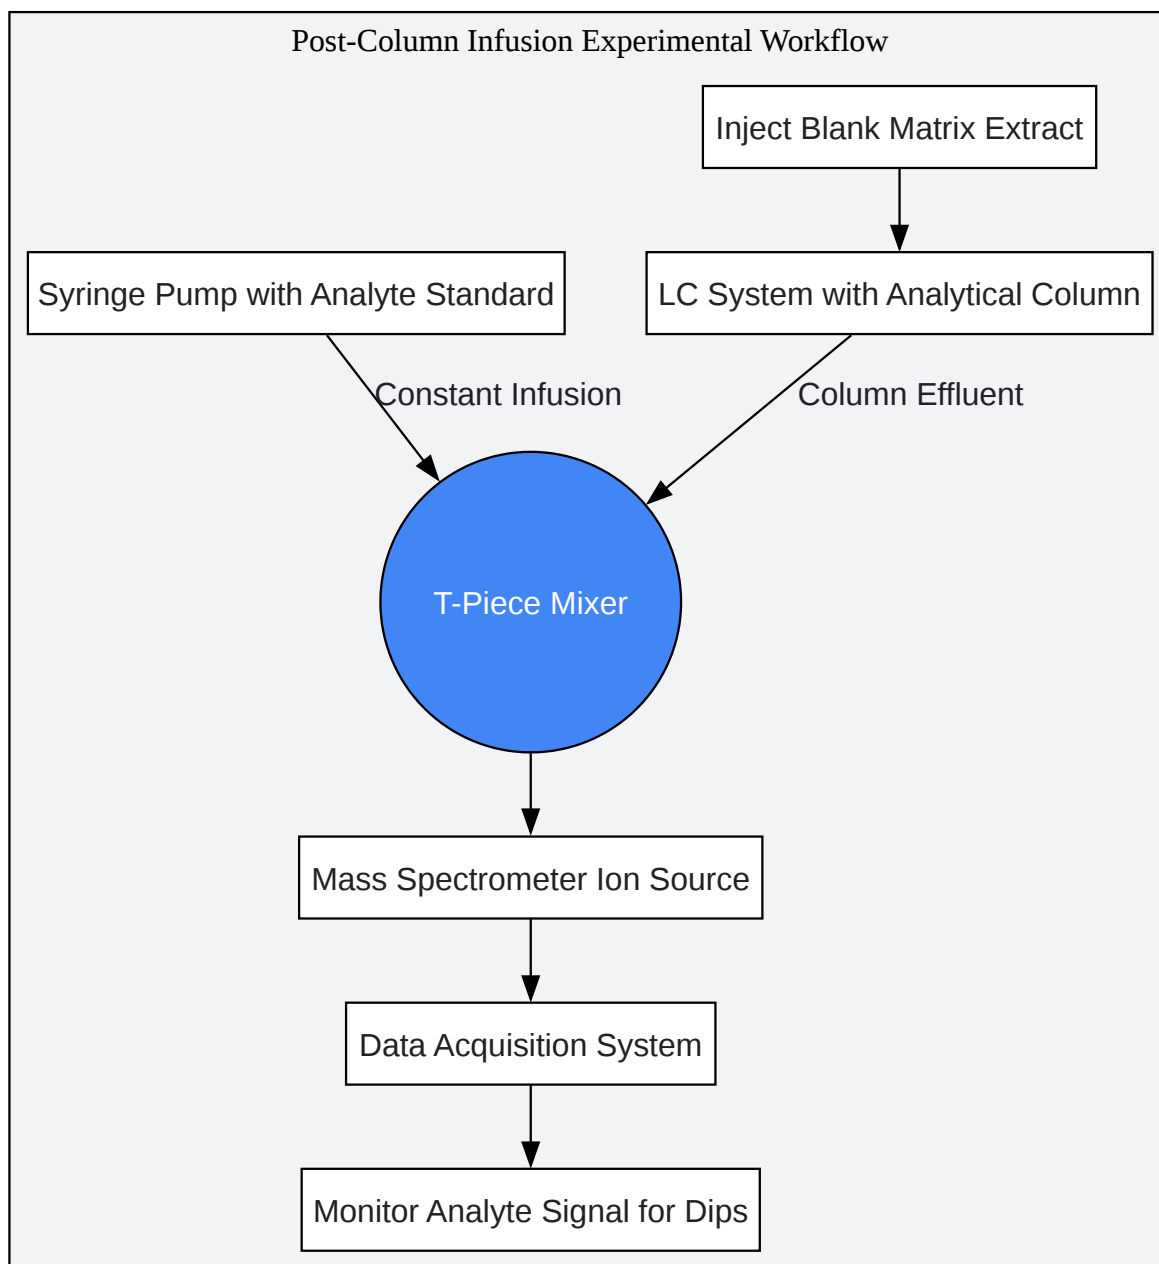 Post-Column Infusion Experimental Workflow
Inject Blank Matrix Extract
Syringe Pump with Analyte Standard
LC System with Analytical Column
Constant Infusion
Column Effluent
T-Piece Mixer
Mass Spectrometer Ion Source
Data Acquisition System
Monitor Analyte Signal for Dips